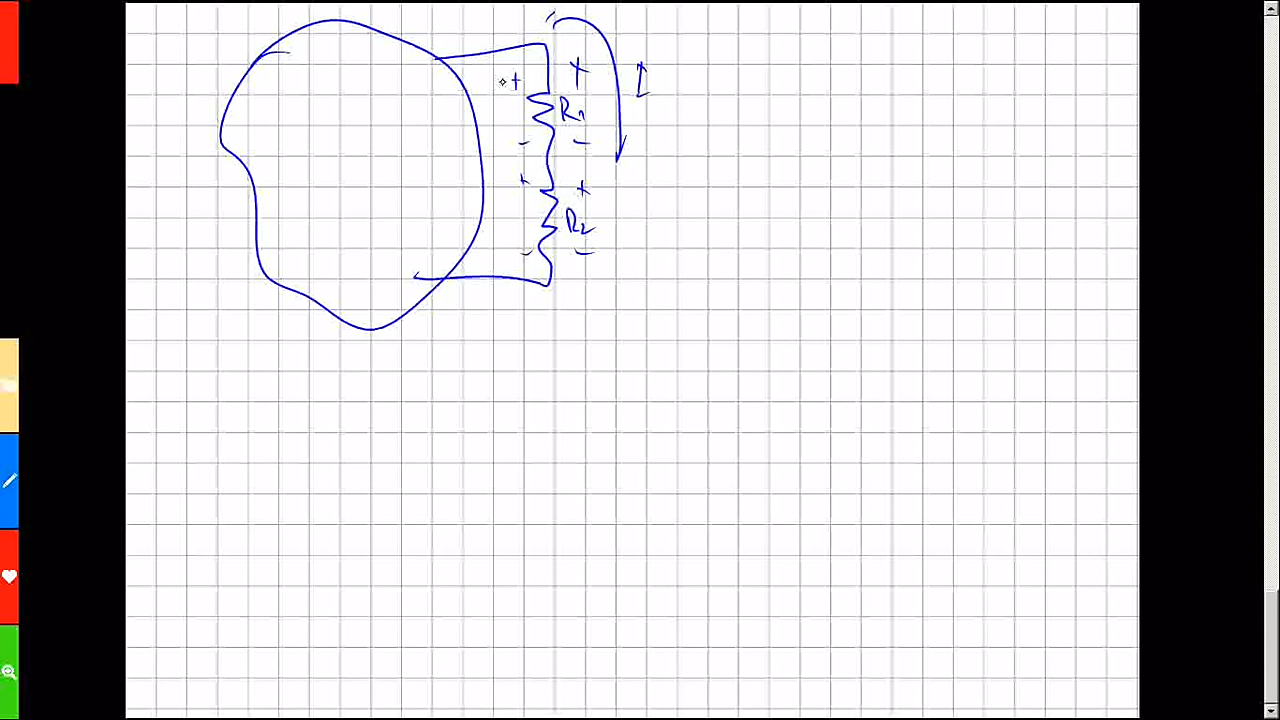 + + I
R1
- -
+ +
R2
- -